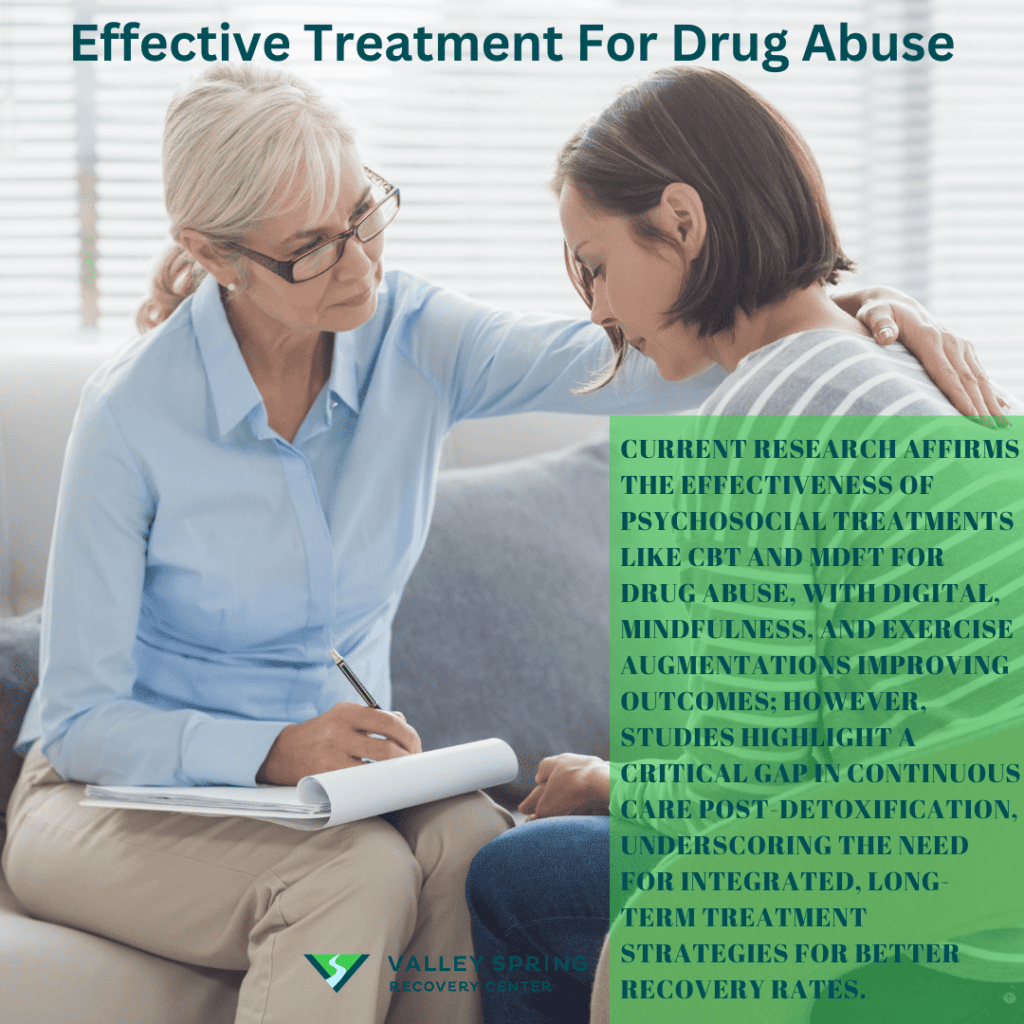 Effective Treatment For Drug Abuse
CURRENT RESEARCH AFFIRMS
THE EFFECTIVENESS OF
PSYCHOSOCIAL TREATMENTS
LIKE CBT AND MDFT FOR
DRUG ABUSE, WITH DIGITAL,
MINDFULNESS, AND EXERCISE
AUGMENTATIONS IMPROVING
OUTCOMES; HOWEVER,
STUDIES HIGHLIGHT A
CRITICAL GAP IN CONTINUOUS
CARE POST-DETOXIFICATION,
UNDERSCORING THE NEED
FOR INTEGRATED, LONG-
TERM TREATMENT
STRATEGIES FOR BETTER
RECOVERY RATES.
VALLEY SPRING
RECOVERY CENTER